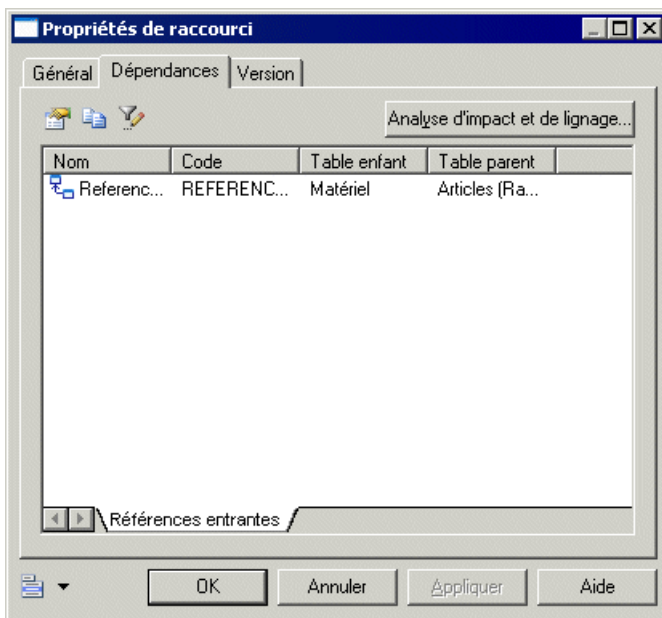 Propriétés de raccourci
Général Dépendances Version
Analyse d'impact et de lignage...
Nom Code Table enfant Table parent
Referenc... REFERENC... Matériel Articles (Ra...
Références entrantes
OK Annuler Appliquer Aide